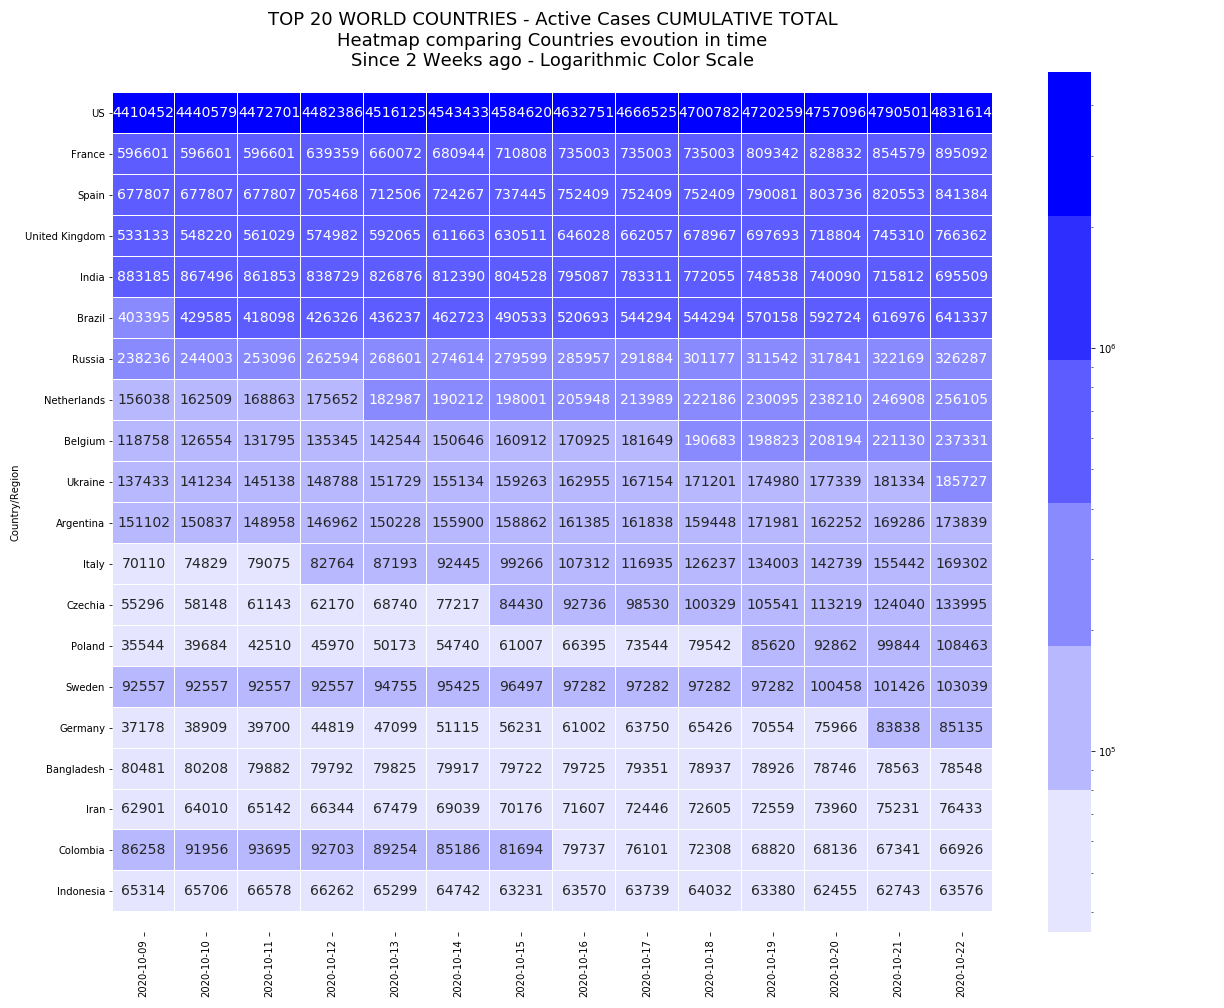 TOP 20 WORLD COUNTRIES - Active Cases CUMULATIVE TOTAL
Heatmap comparing Countries evoution in time
Since 2 Weeks ago - Logarithmic Color Scale
Country/Region
US 4410452 4440579 4472701 4482386 4516125 4543433 4584620 4632751 4666525 4700782 4720259 4757096 4790501 4831614
France 596601 596601 596601 639359 660072 680944 710808 735003 735003 735003 809342 828832 854579 895092
Spain 677807 677807 677807 705468 712506 724267 737445 752409 752409 752409 790081 803736 820553 841384
United Kingdom 533133 548220 561029 574982 592065 611663 630511 646028 662057 678967 697693 718804 745310 766362
India 883185 867496 861853 838729 826876 812390 804528 795087 783311 772055 748538 740090 715812 695509
Brazil 403395 429585 418098 426326 436237 462723 490533 520693 544294 544294 570158 592724 616976 641337
Russia 238236 244003 253096 262594 268601 274614 279599 285957 291884 301177 311542 317841 322169 326287
Netherlands 156038 162509 168863 175652 182987 190212 198001 205948 213989 222186 230095 238210 246908 256105
Belgium 118758 126554 131795 135345 142544 150646 160912 170925 181649 190683 198823 208194 221130 237331
Ukraine 137433 141234 145138 148788 151729 155134 159263 162955 167154 171201 174980 177339 181334 185727
Argentina 151102 150837 148958 146962 150228 155900 158862 161385 161838 159448 171981 162252 169286 173839
Italy 70110 74829 79075 82764 87193 92445 99266 107312 116935 126237 134003 142739 155442 169302
Czechia 55296 58148 61143 62170 68740 77217 84430 92736 98530 100329 105541 113219 124040 133995
Poland 35544 39684 42510 45970 50173 54740 61007 66395 73544 79542 85620 92862 99844 108463
Sweden 92557 92557 92557 92557 94755 95425 96497 97282 97282 97282 97282 100458 101426 103039
Germany 37178 38909 39700 44819 47099 51115 56231 61002 63750 65426 70554 75966 83838 85135
Bangladesh 80481 80208 79882 79792 79825 79917 79722 79725 79351 78937 78926 78746 78563 78548
Iran 62901 64010 65142 66344 67479 69039 70176 71607 72446 72605 72559 73960 75231 76433
Colombia 86258 91956 93695 92703 89254 85186 81694 79737 76101 72308 68820 68136 67341 66926
Indonesia 65314 65706 66578 66262 65299 64742 63231 63570 63739 64032 63380 62455 62743 63576
2020-10-09 2020-10-10 2020-10-11 2020-10-12 2020-10-13 2020-10-14 2020-10-15 2020-10-16 2020-10-17 2020-10-18 2020-10-19 2020-10-20 2020-10-21 2020-10-22
10⁶
10⁵